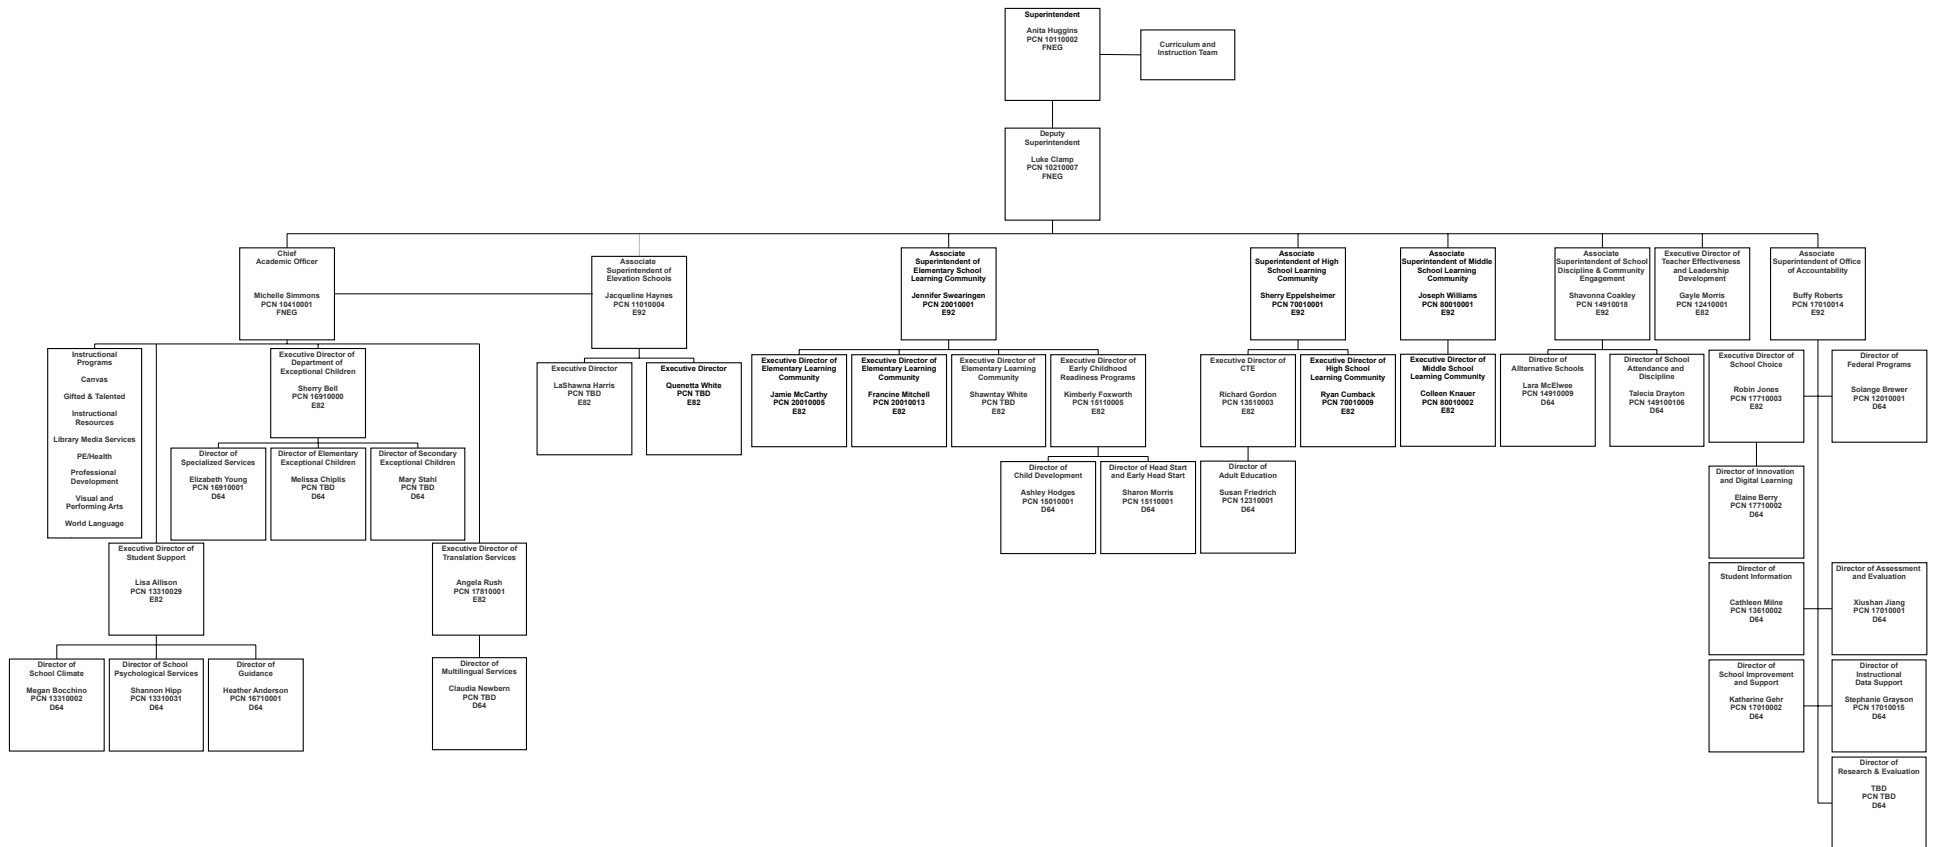 Superintendent
Anita Huggins
PCN 10110002
FNEG
Curriculum and
Instruction Team
Deputy
Superintendent
Luke Clamp
PCN 10210007
FNEG
Chief
Academic Officer
Michelle Simmons
PCN 10410001
FNEG
Associate
Superintendent of
Elevation Schools
Jacqueline Haynes
PCN 11010004
E92
Associate
Superintendent of
Elementary School
Learning Community
Jennifer Swearingen
PCN 20010001
E92
Associate
Superintendent of High
School Learning
Community
Sherry Eppelsheimer
PCN 70010001
E92
Associate
Superintendent of Middle
School Learning
Community
Joseph Williams
PCN 80010001
E92
Associate
Superintendent of School
Discipline & Community
Engagement
Shavonna Coakley
PCN 14910018
E92
Executive Director of
Teacher Effectiveness
and Leadership
Development
Gayle Morris
PCN 12410001
E82
Associate
Superintendent of Office
of Accountability
Buffy Roberts
PCN 17010014
E92
Instructional
Programs
Canvas
Gifted & Talented
Instructional
Resources
Library Media Services
PE/Health
Professional
Development
Visual and
Performing Arts
World Language
Executive Director of
Department of
Exceptional Children
Sherry Bell
PCN 16910000
E82
Executive Director
LaShawna Harris
PCN TBD
E82
Executive Director
Quenetta White
PCN TBD
E82
Executive Director of
Elementary Learning
Community
Jamie McCarthy
PCN 20010005
E82
Executive Director of
Elementary Learning
Community
Francine Mitchell
PCN 20010013
E82
Executive Director of
Elementary Learning
Community
Shawntay White
PCN TBD
E82
Executive Director of
Early Childhood
Readiness Programs
Kimberly Foxworth
PCN 15110005
E82
Executive Director of
CTE
Richard Gordon
PCN 13510003
E82
Executive Director of
High School
Learning Community
Ryan Cumback
PCN 70010009
E82
Executive Director of
Middle School
Learning Community
Colleen Knauer
PCN 80010002
E82
Director of
Allternative Schools
Lara McElwee
PCN 14910009
D64
Director of School
Attendance and
Discipline
Talecia Drayton
PCN 149100106
D64
Executive Director of
School Choice
Robin Jones
PCN 17710003
E82
Director of
Federal Programs
Solange Brewer
PCN 12010001
D64
Director of
Specialized Services
Elizabeth Young
PCN 16910001
D64
Director of Elementary
Exceptional Children
Melissa Chiplis
PCN TBD
D64
Director of Secondary
Exceptional Children
Mary Stahl
PCN TBD
D64
Director of
Child Development
Ashley Hodges
PCN 15010001
D64
Director of Head Start
and Early Head Start
Sharon Morris
PCN 15110001
D64
Director of
Adult Education
Susan Friedrich
PCN 12310001
D64
Director of Innovation
and Digital Learning
Elaine Berry
PCN 17710002
D64
Executive Director of
Student Support
Lisa Allison
PCN 13310029
E82
Executive Director of
Translation Services
Angela Rush
PCN 17810001
E82
Director of
Student Information
Cathleen Milne
PCN 13610002
D64
Director of Assessment
and Evaluation
Xiushan Jiang
PCN 17010001
D64
Director of
School Climate
Megan Bocchino
PCN 13310002
D64
Director of School
Psychological Services
Shannon Hipp
PCN 13310031
D64
Director of
Guidance
Heather Anderson
PCN 16710001
D64
Director of
Multilingual Services
Claudia Newbern
PCN TBD
D64
Director of
School Improvement
and Support
Katherine Gehr
PCN 17010002
D64
Director of
Instructional
Data Support
Stephanie Grayson
PCN 17010015
D64
Director of
Research & Evaluation
TBD
PCN TBD
D64